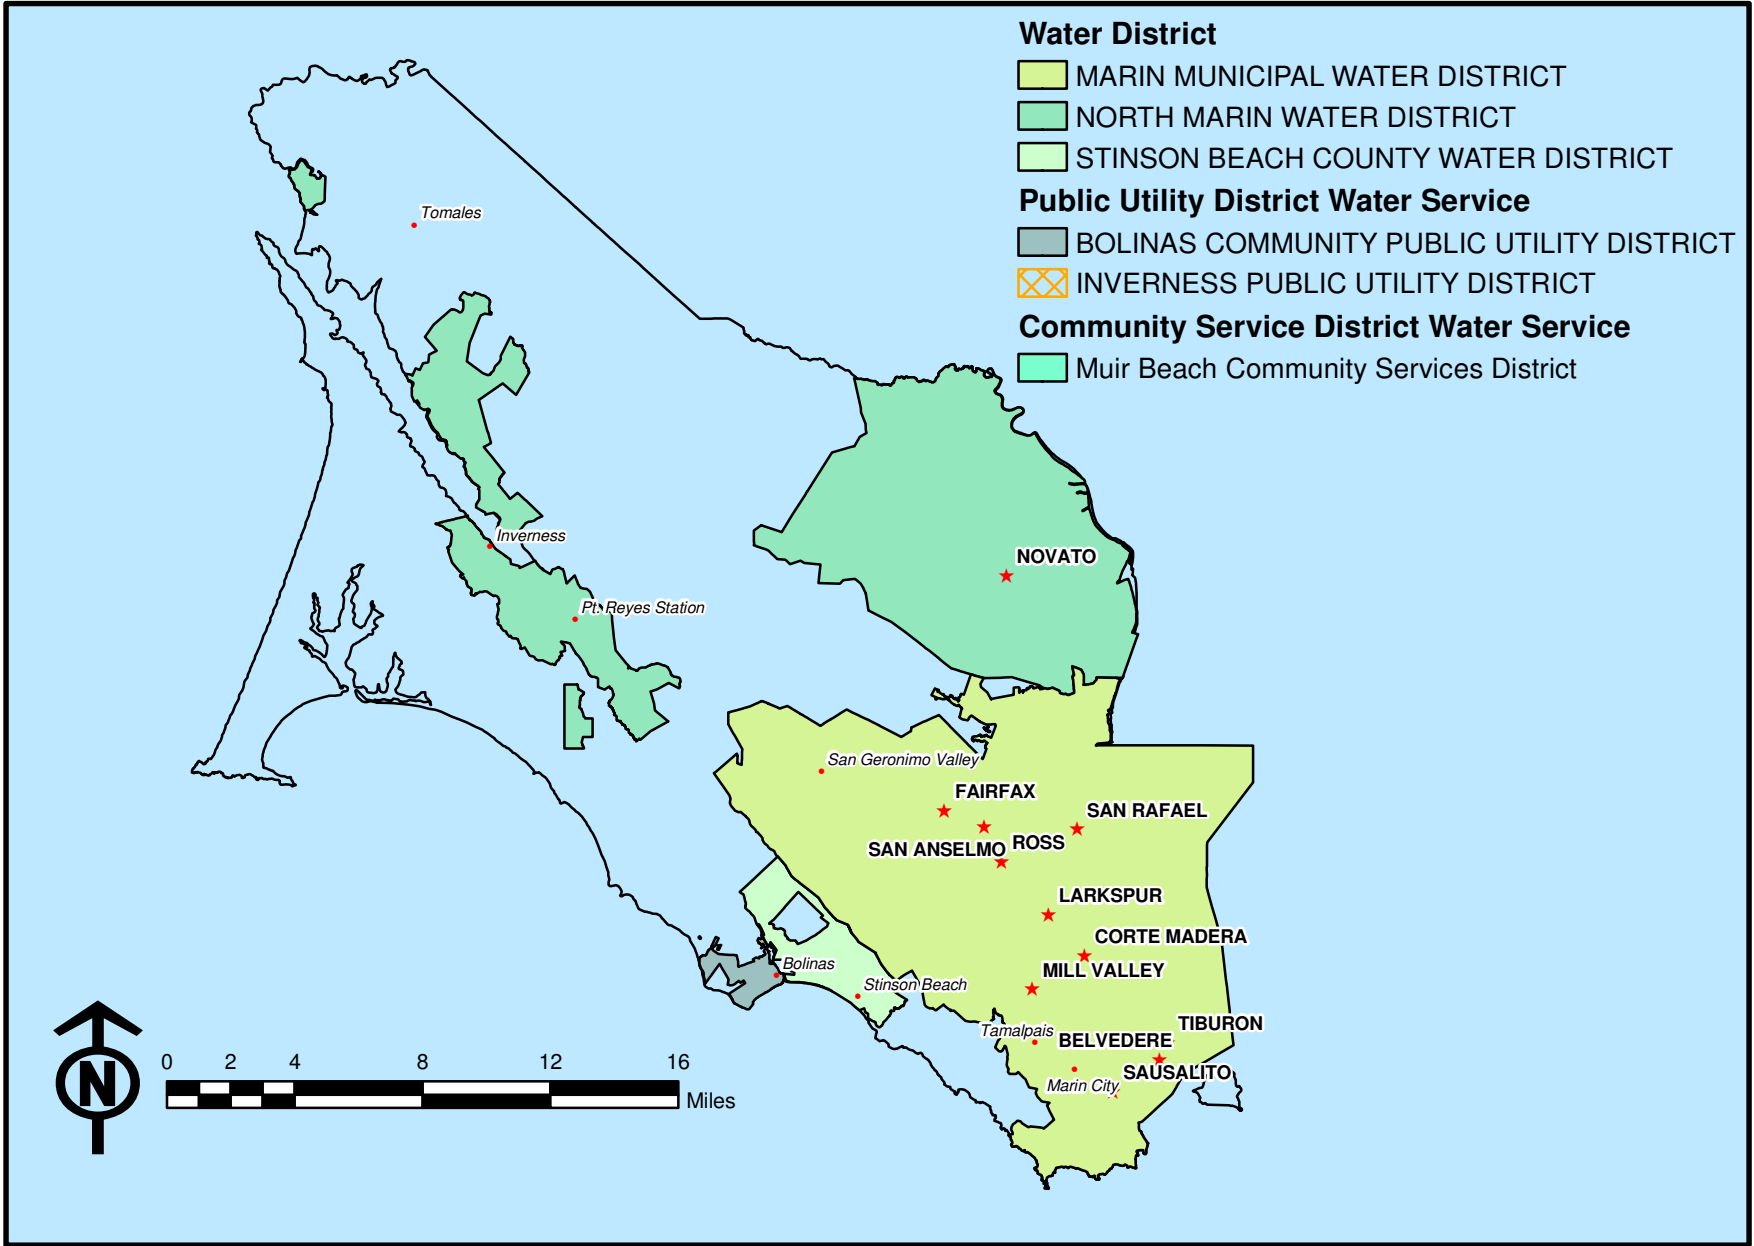 Water District
MARIN MUNICIPAL WATER DISTRICT
NORTH MARIN WATER DISTRICT
STINSON BEACH COUNTY WATER DISTRICT
Public Utility District Water Service
BOLINAS COMMUNITY PUBLIC UTILITY DISTRICT
INVERNESS PUBLIC UTILITY DISTRICT
Community Service District Water Service
Muir Beach Community Services District
Tomales
Inverness
NOVATO
Pt. Reyes Station
San Geronimo Valley
FAIRFAX
SAN RAFAEL
SAN ANSELMO
ROSS
LARKSPUR
CORTE MADERA
Bolinas
MILL VALLEY
Stinson Beach
TIBURON
Tamalpais
BELVEDERE
SAUSALITO
Marin City
N
0 2 4 8 12 16
Miles